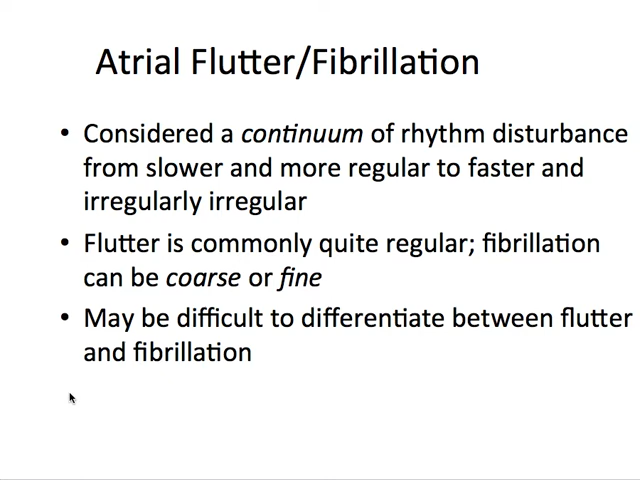 Atrial Flutter/Fibrillation
• Considered a continuum of rhythm disturbance
from slower and more regular to faster and
irregularly irregular
• Flutter is commonly quite regular; fibrillation
can be coarse or fine
• May be difficult to differentiate between flutter
and fibrillation